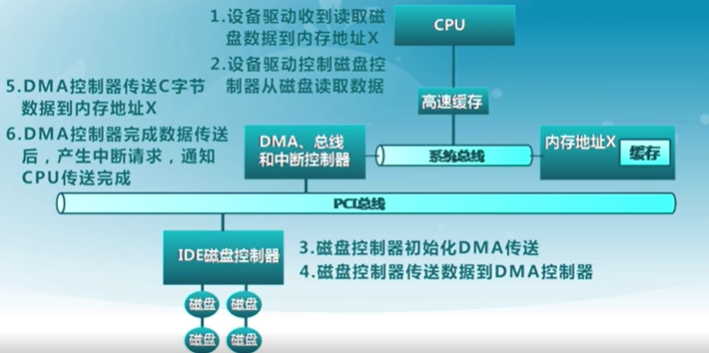 1.设备驱动收到读取磁
盘数据到内存地址X
2.设备驱动控制磁盘控
制器从磁盘读取数据
CPU
高速缓存
5.DMA控制器传送C字节
数据到内存地址X
6.DMA控制器完成数据传送
后，产生中断请求，通知
CPU传送完成
DMA、总线
和中断控制器
系统总线
内存地址X
缓存
PCI总线
IDE磁盘控制器
3.磁盘控制器初始化DMA传送
4.磁盘控制器传送数据到DMA控制器
磁盘
磁盘
磁盘
磁盘